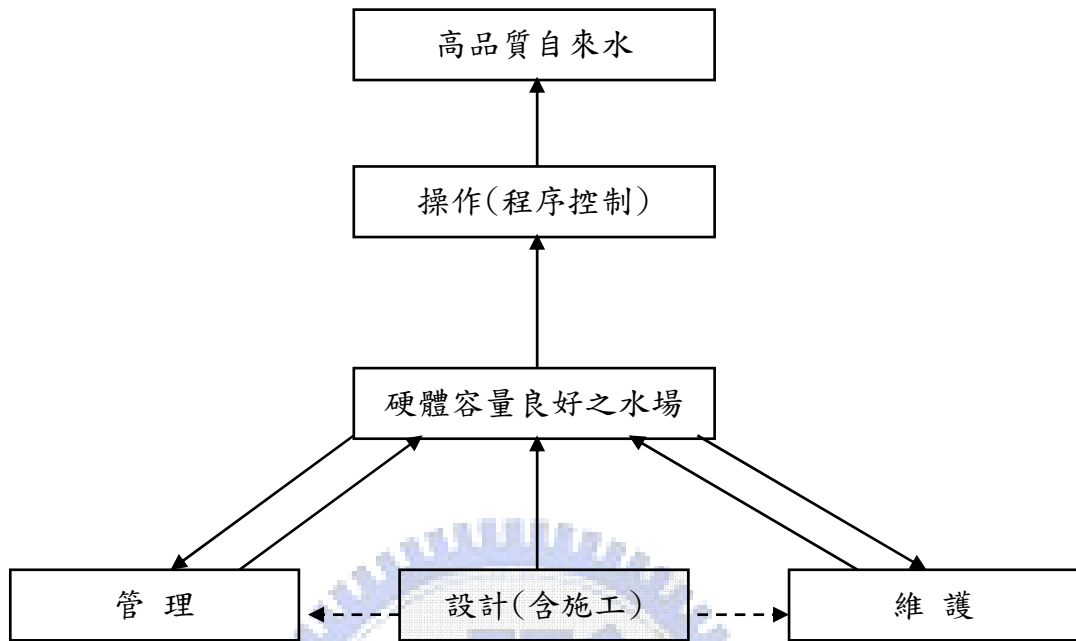 高品質自來水
操作(程序控制)
硬體容量良好之水場
管 理
設計(含施工)
維 護